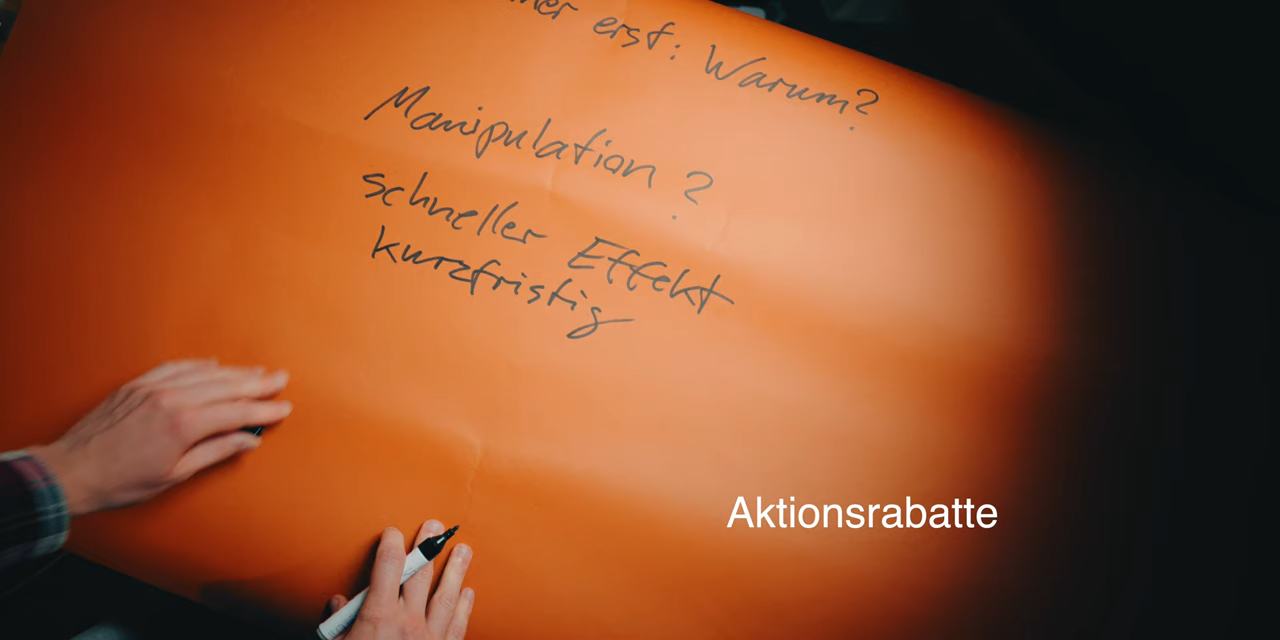 erst: Warum?
Manipulation ?
schneller Effekt
kurzfristig
Aktionsrabatte